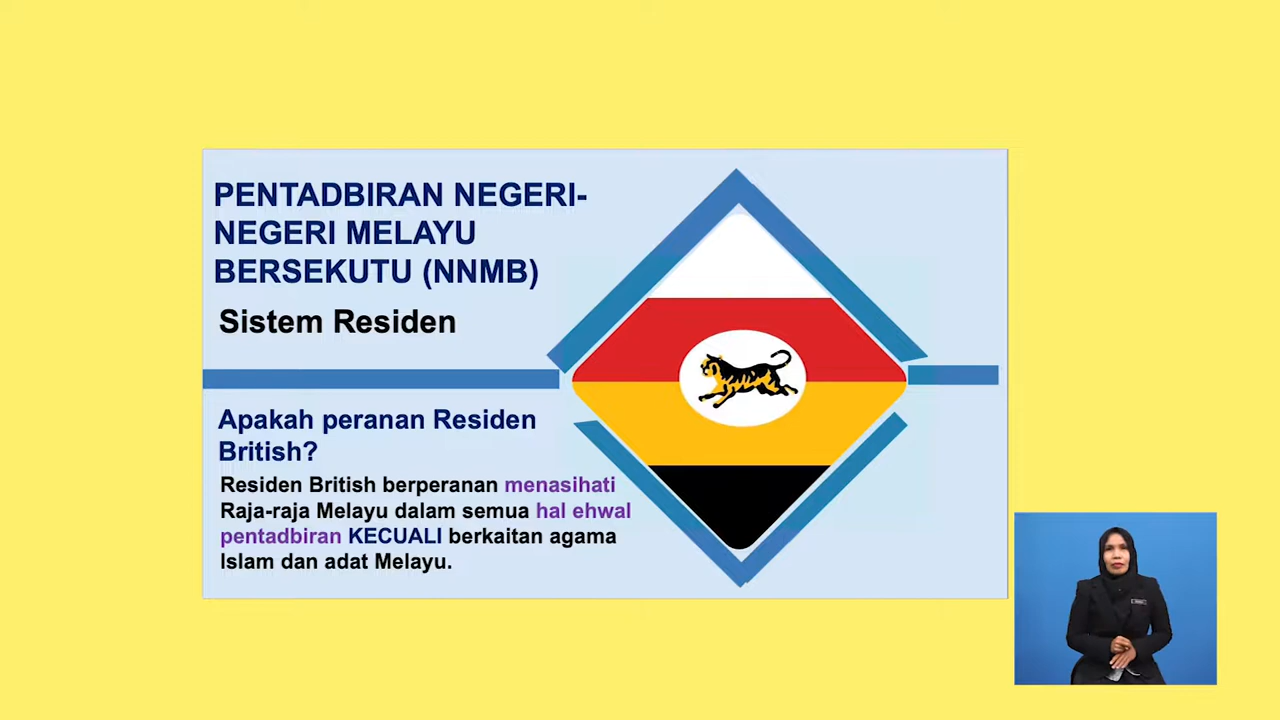 PENTADBIRAN NEGERI-
NEGERI MELAYU
BERSEKUTU (NNMB)
Sistem Residen
Apakah peranan Residen
British?
Residen British berperanan menasihati
Raja-raja Melayu dalam semua hal ehwal
pentadbiran KECUALI berkaitan agama
Islam dan adat Melayu.